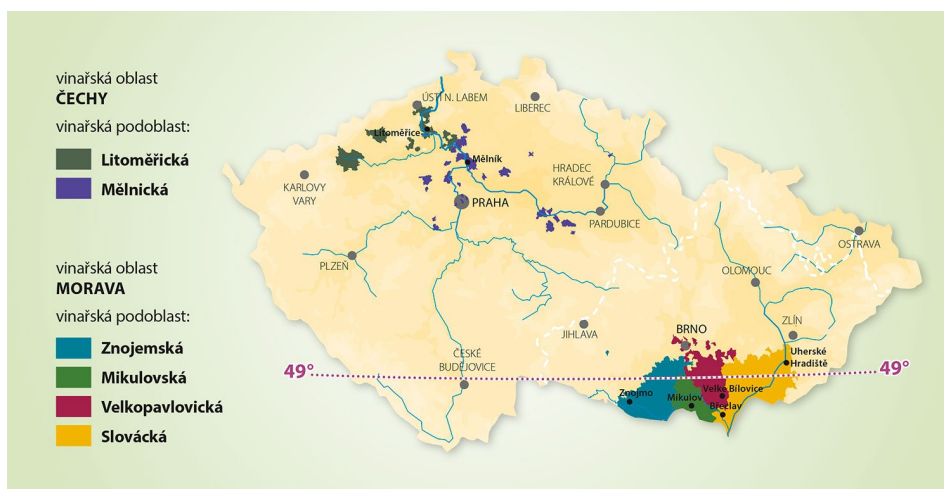 vinařská oblast
ČECHY
vinařská podoblast:
Litoměřická
Mělnická
vinařská oblast
MORAVA
vinařská podoblast:
Znojemská
Mikulovská
Velkopavlovická
Slovácká
ÚSTÍ N. LABEM
LIBEREC
Litoměřice
Mělník
HRADEC
KRÁLOVÉ
KARLOVY
VARY
PRAHA
PARDUBICE
OSTRAVA
PLZEŇ
OLOMOUC
JIHLAVA
BRNO
ZLÍN
Uherské
Hradiště
ČESKÉ
BUDĚJOVICE
49°
49°
Znojmo
Mikulov
Velké Bílovice
Břeclav